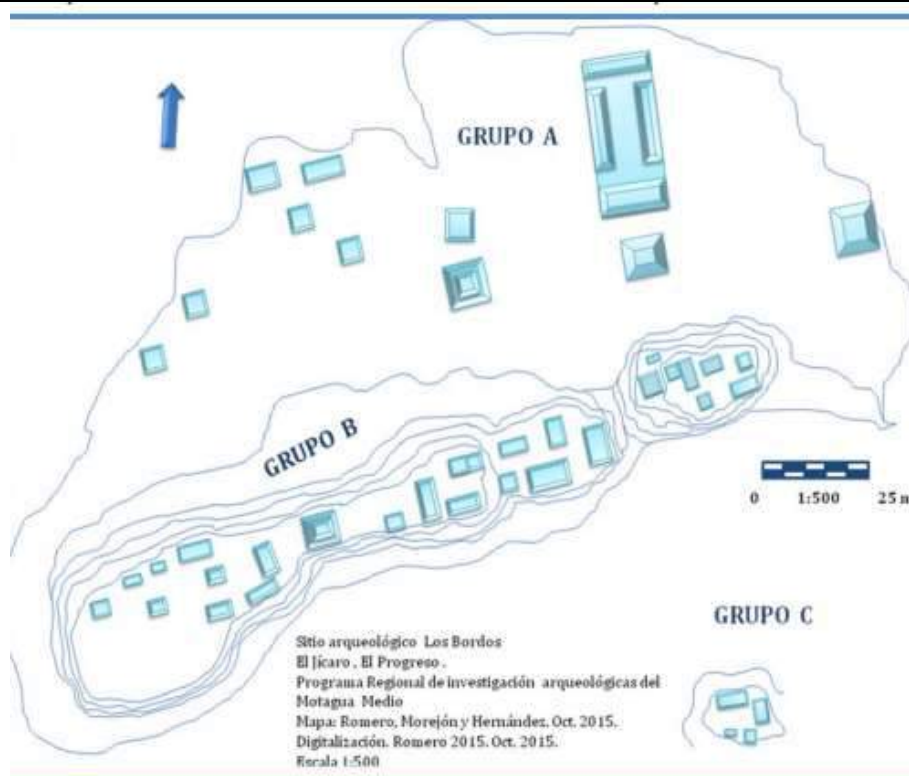 GRUPO A
GRUPO B
0 1:500 25 m
GRUPO C
Sitio arqueológico Los Bordos
El Jícaro , El Progreso .
Programa Regional de investigación arqueológicas del
Motagua Medio
Mapa: Romero, Morejón y Hernández. Oct. 2015.
Digitalización. Romero 2015. Oct. 2015.
Escala 1:500